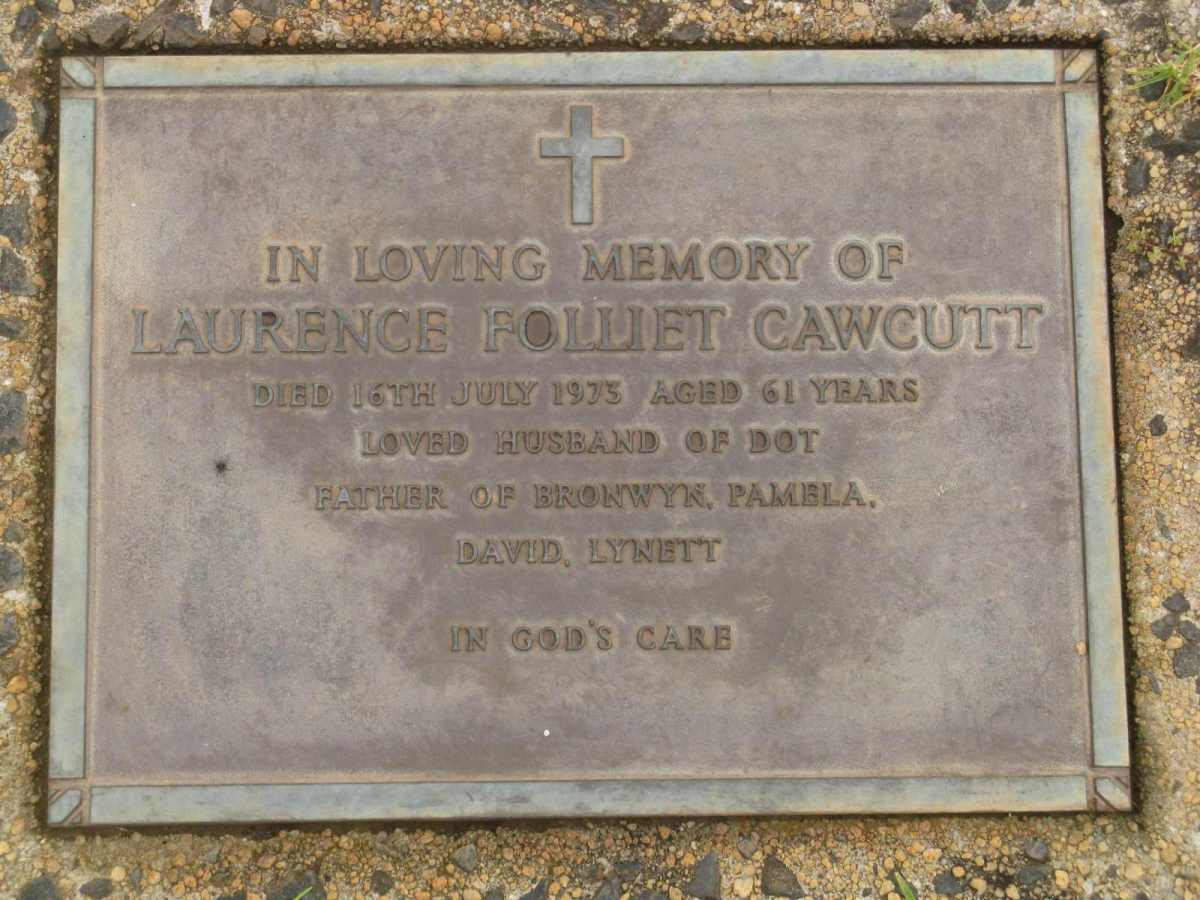 IN LOVING MEMORY OF
LAURENCE FOLLIET CAWCUTT
DIED 16TH JULY 1973 AGED 61 YEARS
LOVED HUSBAND OF DOT
FATHER OF BRONWYN, PAMELA,
DAVID, LYNETT
IN GOD'S CARE